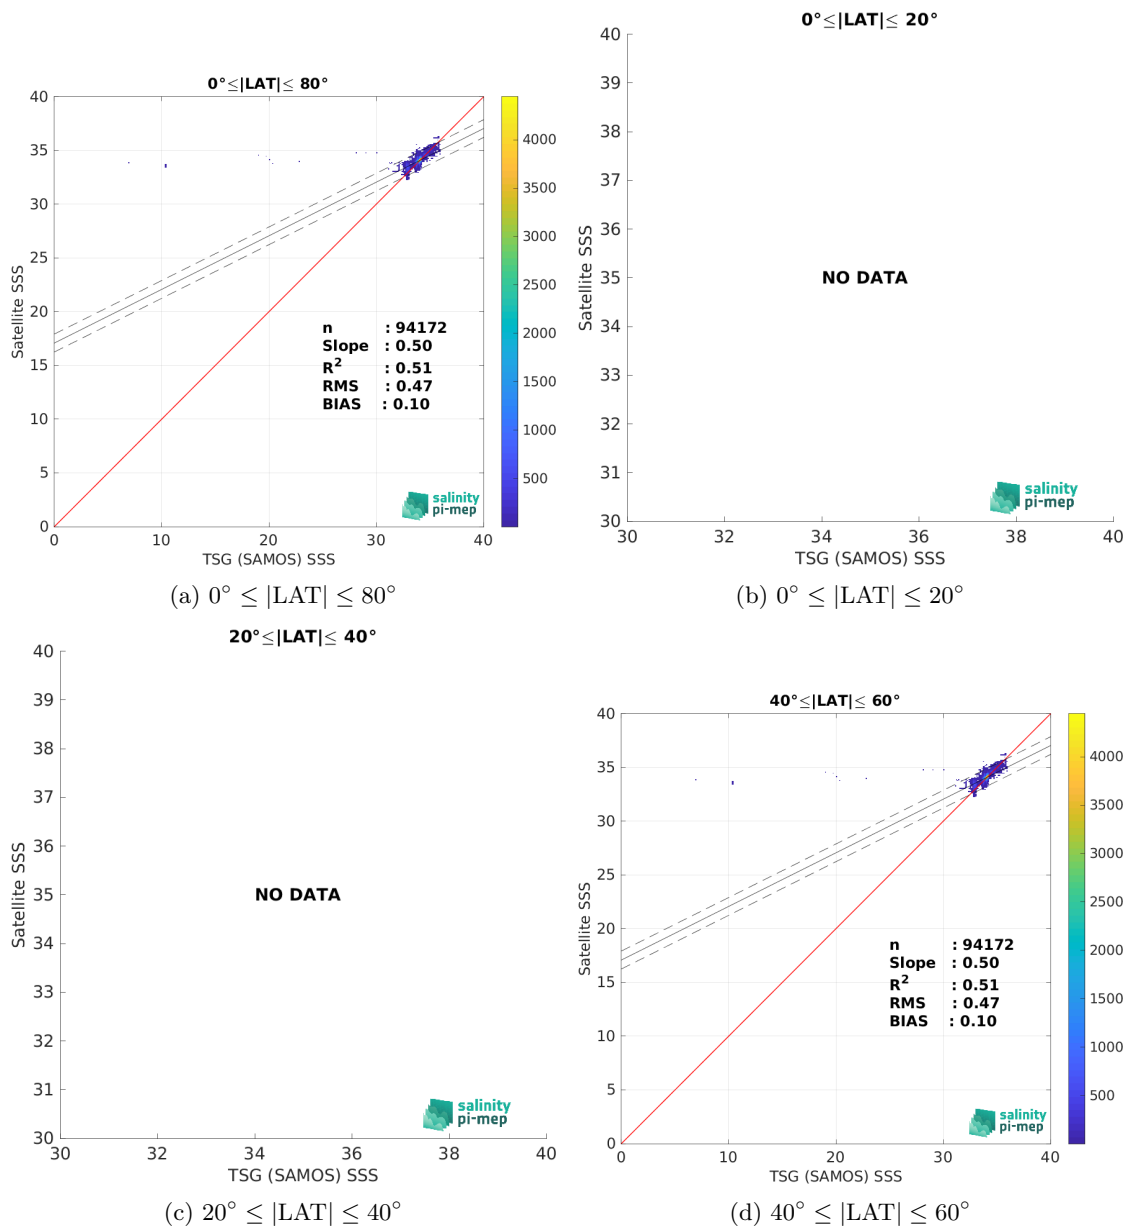 0°≤|LAT|≤ 80°
40
35
30
25
20
15
10
5
0
Satellite SSS
0
10
20
30
40
TSG (SAMOS) SSS
n : 94172
Slope : 0.50
R² : 0.51
RMS : 0.47
BIAS : 0.10
salinity
pi-mep
4000
3500
3000
2500
2000
1500
1000
500
(a) 0° ≤ |LAT| ≤ 80°
0°≤|LAT|≤ 20°
40
39
38
37
36
35
34
33
32
31
30
Satellite SSS
NO DATA
salinity
pi-mep
30
32
34
36
38
40
TSG (SAMOS) SSS
(b) 0° ≤ |LAT| ≤ 20°
20°≤|LAT|≤ 40°
40
39
38
37
36
35
34
33
32
31
30
Satellite SSS
NO DATA
salinity
pi-mep
30
32
34
36
38
40
TSG (SAMOS) SSS
(c) 20° ≤ |LAT| ≤ 40°
40°≤|LAT|≤ 60°
40
35
30
25
20
15
10
5
0
Satellite SSS
n : 94172
Slope : 0.50
R² : 0.51
RMS : 0.47
BIAS : 0.10
salinity
pi-mep
0
10
20
30
40
TSG (SAMOS) SSS
4000
3500
3000
2500
2000
1500
1000
500
(d) 40° ≤ |LAT| ≤ 60°